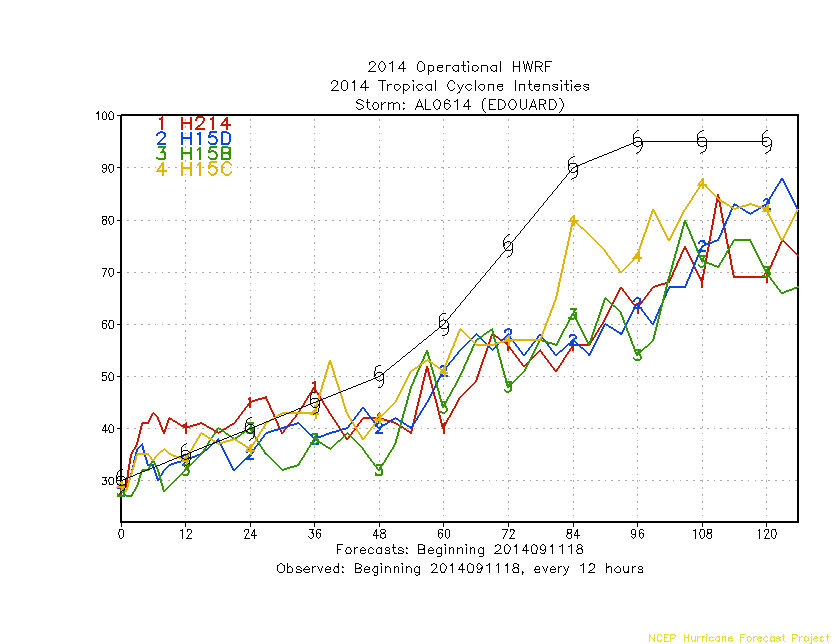 2014 Operational HWRF
2014 Tropical Cyclone Intensities
Storm: AL0614 (EDOUARD)
1 H214
2 H15D
3 H15B
4 H15C
100
90
80
70
60
50
40
30
0 12 24 36 48 60 72 84 96 108 120
Forecasts: Beginning 2014091118
Observed: Beginning 2014091118, every 12 hours
NCEP Hurricane Forecast Project